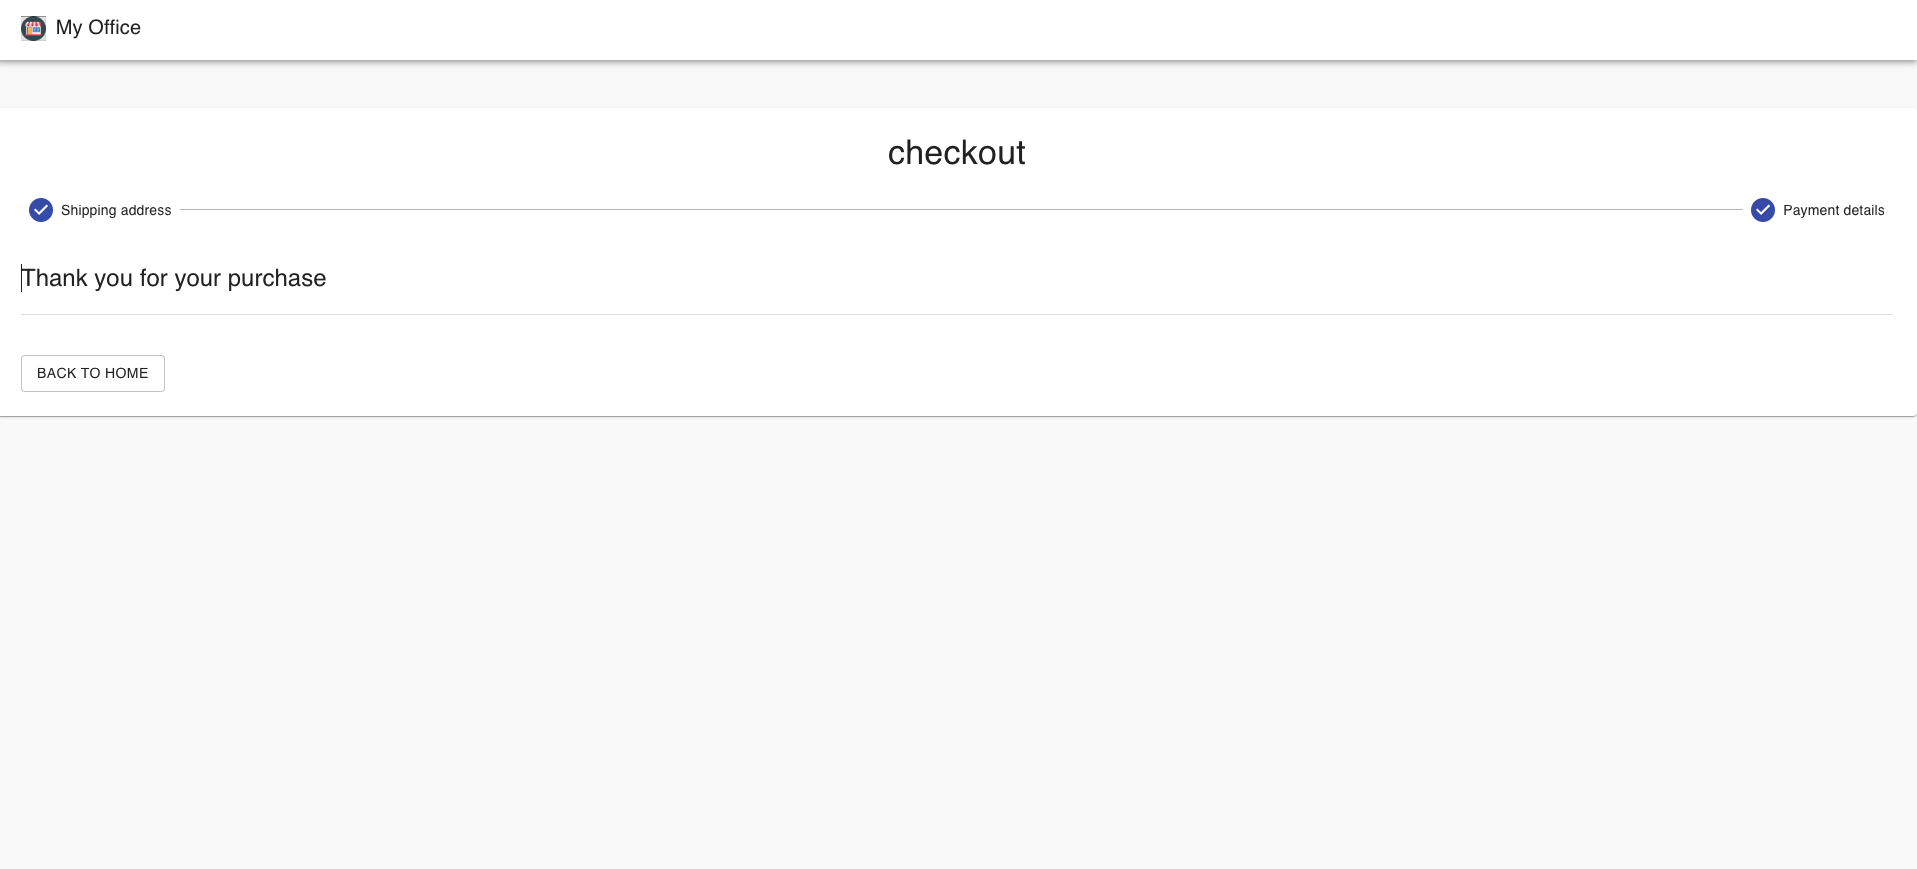 My Office
checkout
Shipping address
Payment details
Thank you for your purchase
BACK TO HOME